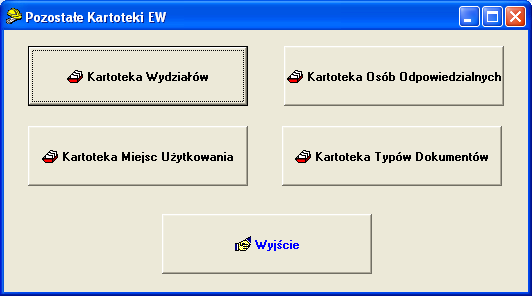 Pozostałe Kartoteki EW
Kartoteka Wydziałów
Kartoteka Osób Odpowiedzialnych
Kartoteka Miejsc Użytkowania
Kartoteka Typów Dokumentów
Wyjście